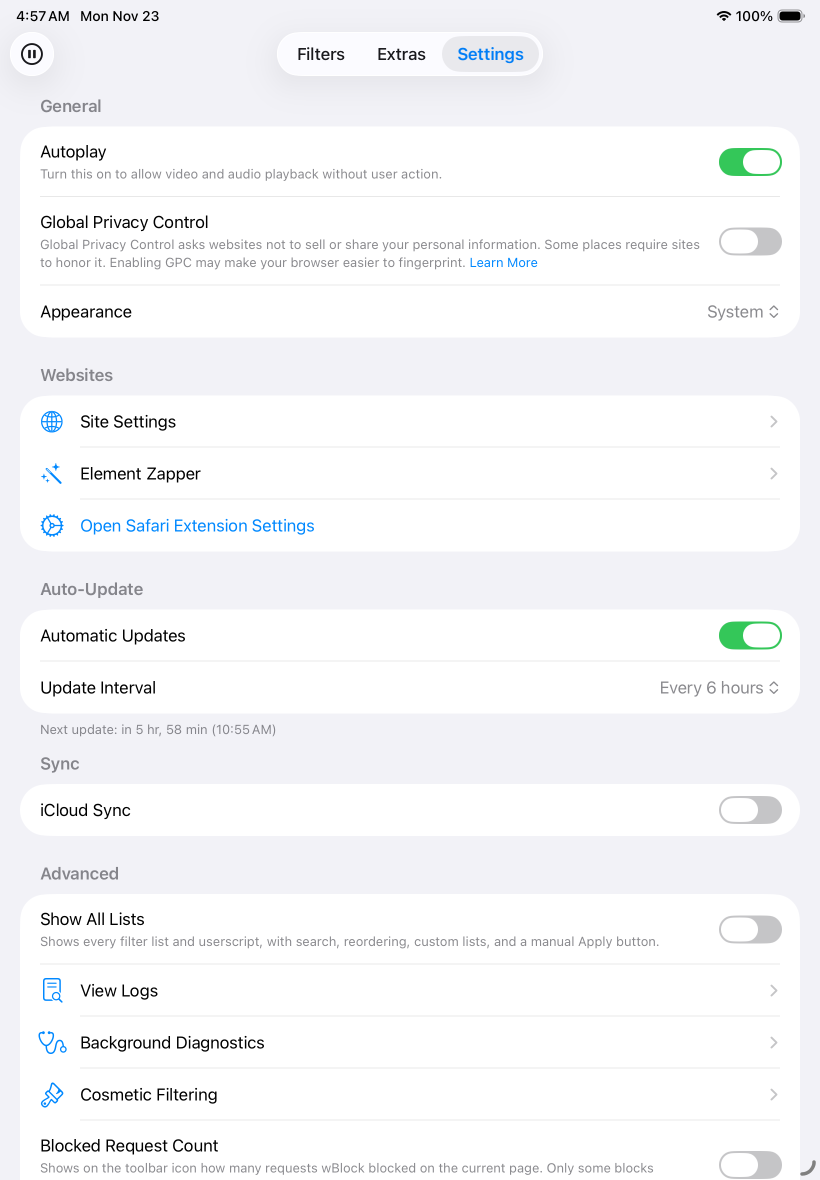 4:57 AM Mon Nov 23
100%
Filters Extras Settings
General
Autoplay
Turn this on to allow video and audio playback without user action.
Global Privacy Control
Global Privacy Control asks websites not to sell or share your personal information. Some places require sites
to honor it. Enabling GPC may make your browser easier to fingerprint. Learn More
Appearance System
Websites
Site Settings
Element Zapper
Open Safari Extension Settings
Auto-Update
Automatic Updates
Update Interval Every 6 hours
Next update: in 5 hr, 58 min (10:55 AM)
Sync
iCloud Sync
Advanced
Show All Lists
Shows every filter list and userscript, with search, reordering, custom lists, and a manual Apply button.
View Logs
Background Diagnostics
Cosmetic Filtering
Blocked Request Count
Shows on the toolbar icon how many requests wBlock blocked on the current page. Only some blocks